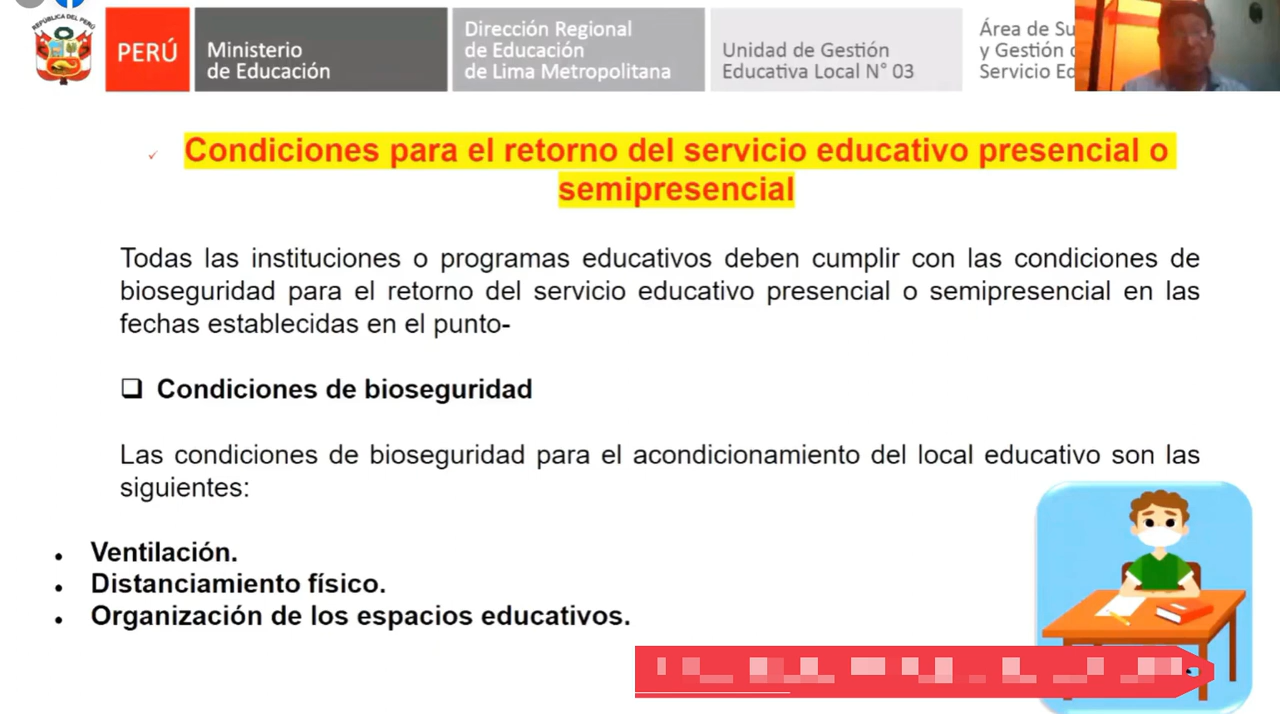 REPÚBLICA DEL PERÚ
PERÚ
Ministerio
de Educación
Dirección Regional
de Educación
de Lima Metropolitana
Unidad de Gestión
Educativa Local N° 03
Área de
y Gestión
Servicio
Condiciones para el retorno del servicio educativo presencial o
semipresencial
Todas las instituciones o programas educativos deben cumplir con las condiciones de
bioseguridad para el retorno del servicio educativo presencial o semipresencial en las
fechas establecidas en el punto-
Condiciones de bioseguridad
Las condiciones de bioseguridad para el acondicionamiento del local educativo son las
siguientes:
• Ventilación.
• Distanciamiento físico.
• Organización de los espacios educativos.